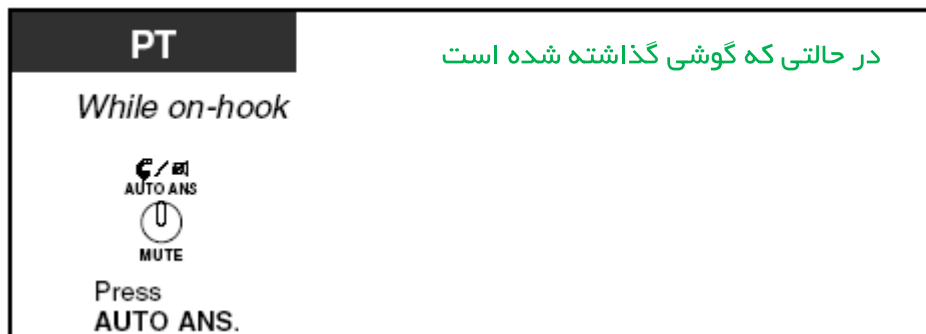 PT
در حالتی که گوشی گذاشته شده است
While on-hook
AUTO ANS
MUTE
Press
AUTO ANS.